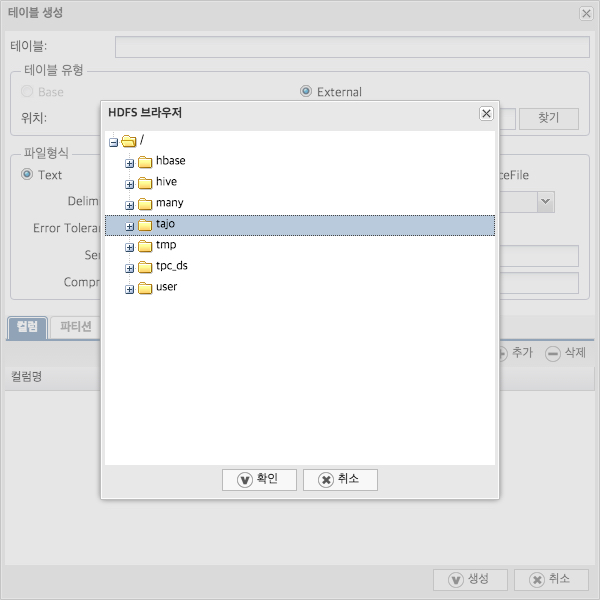 테이블 생성
테이블:
테이블 유형
Base
External
위치:
찾기
HDFS 브라우저
/
hbase
hive
many
tajo
tmp
tpc_ds
user
확인
취소
파일형식
Text
ceFile
Delim
Error Toleran
Ser
Compr
컬럼
파티션
추가
삭제
컬럼명
생성
취소